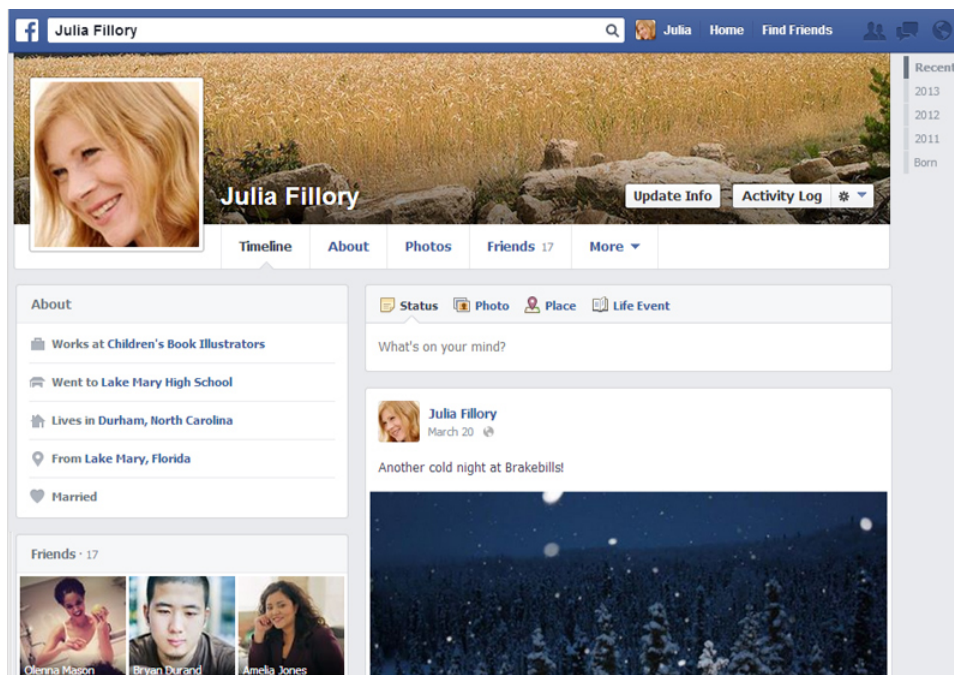 f Julia Fillory Julia Home Find Friends
Recent
2013
2012
2011
Born
Julia Fillory
Update Info Activity Log
Timeline About Photos Friends 17 More
About
Works at Children's Book Illustrators
Went to Lake Mary High School
Lives in Durham, North Carolina
From Lake Mary, Florida
Married
Friends · 17
Olenna Mason Bryan Durand Amelia Jones
Status Photo Place Life Event
What's on your mind?
Julia Fillory
March 20
Another cold night at Brakebills!